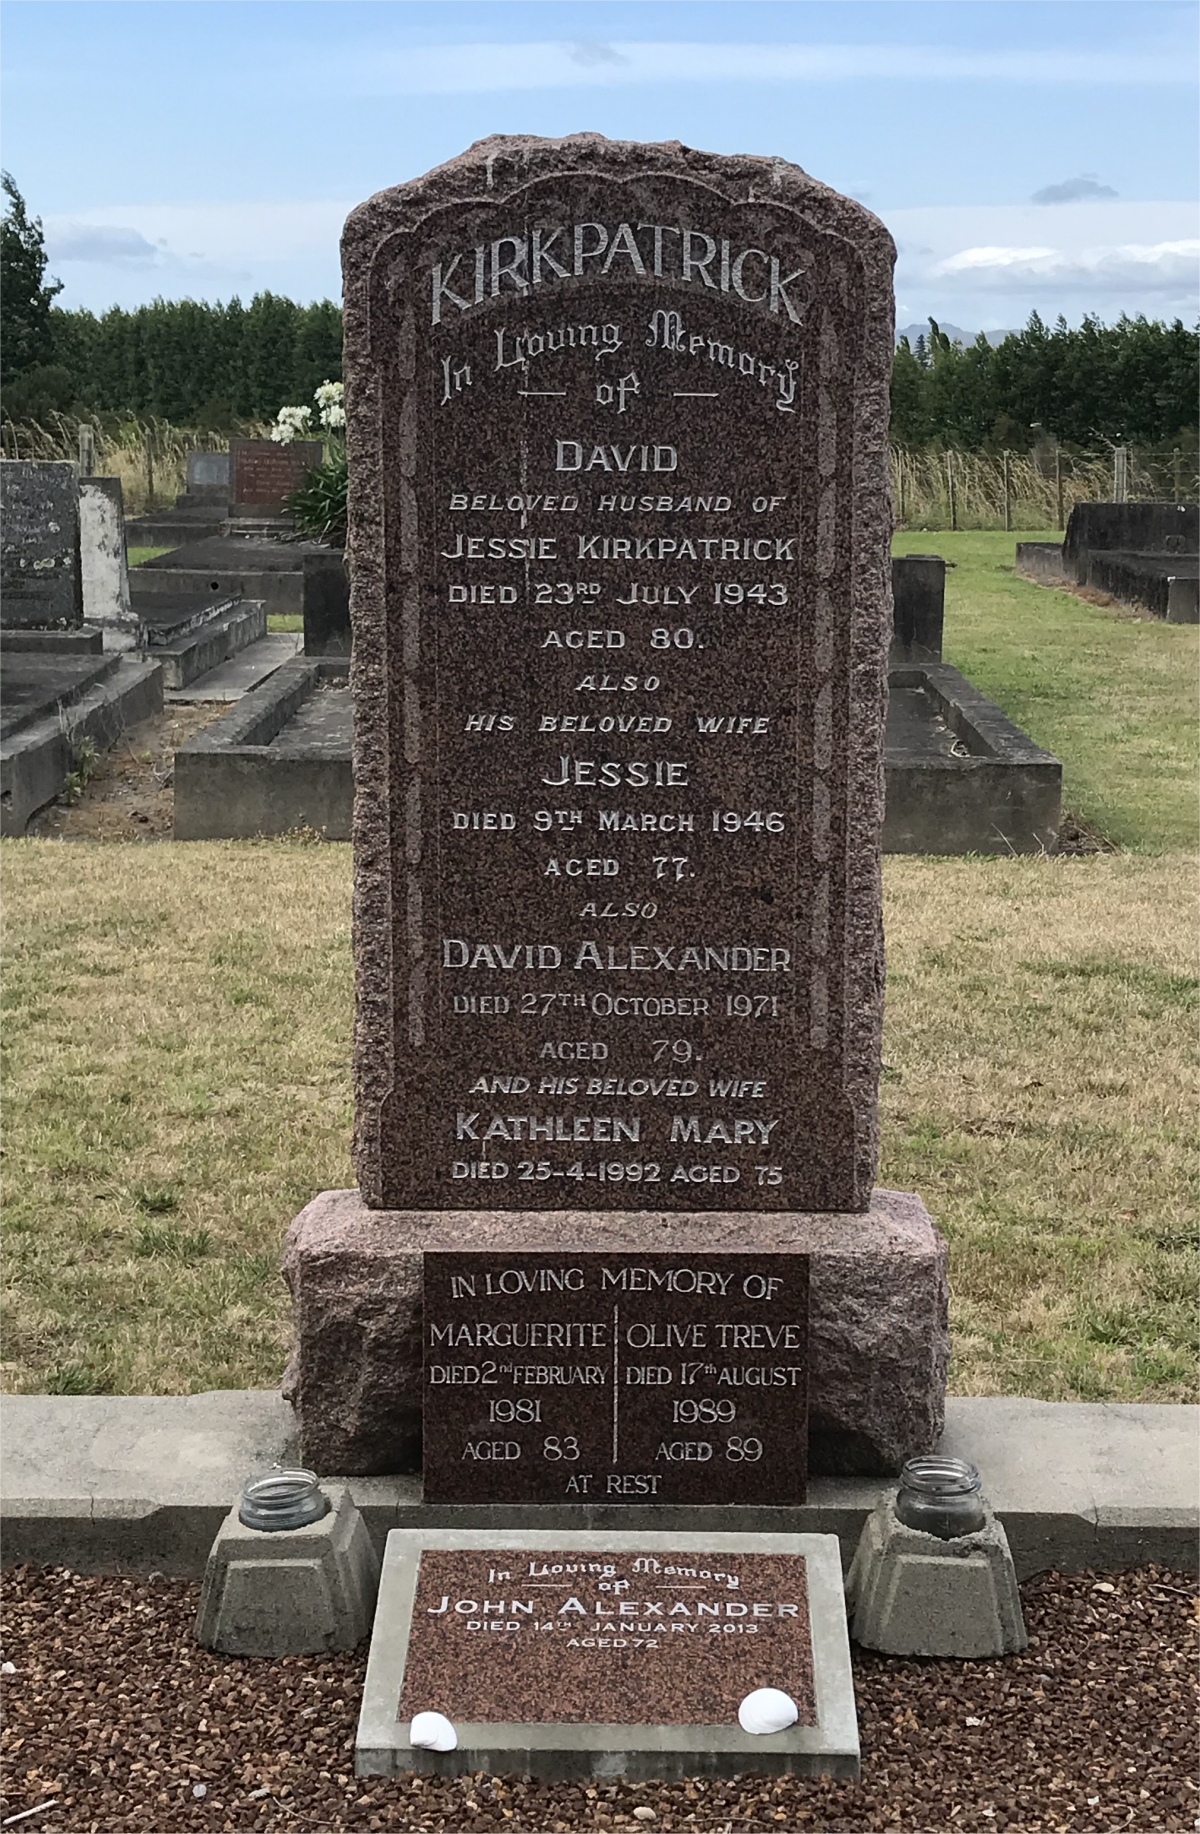 KIRKPATRICK
In Loving Memory
of
DAVID
BELOVED HUSBAND OF
JESSIE KIRKPATRICK
DIED 23RD JULY 1943
AGED 80.
ALSO
HIS BELOVED WIFE
JESSIE
DIED 9TH MARCH 1946
AGED 77.
ALSO
DAVID ALEXANDER
DIED 27TH OCTOBER 1971
AGED 79.
AND HIS BELOVED WIFE
KATHLEEN MARY
DIED 25-4-1992 AGED 75
IN LOVING MEMORY OF
MARGUERITE
DIED 2nd FEBRUARY
1981
AGED 83
OLIVE TREVE
DIED 17th AUGUST
1989
AGED 89
AT REST
In Loving Memory
of
JOHN ALEXANDER
DIED 14TH JANUARY 2013
AGED 72